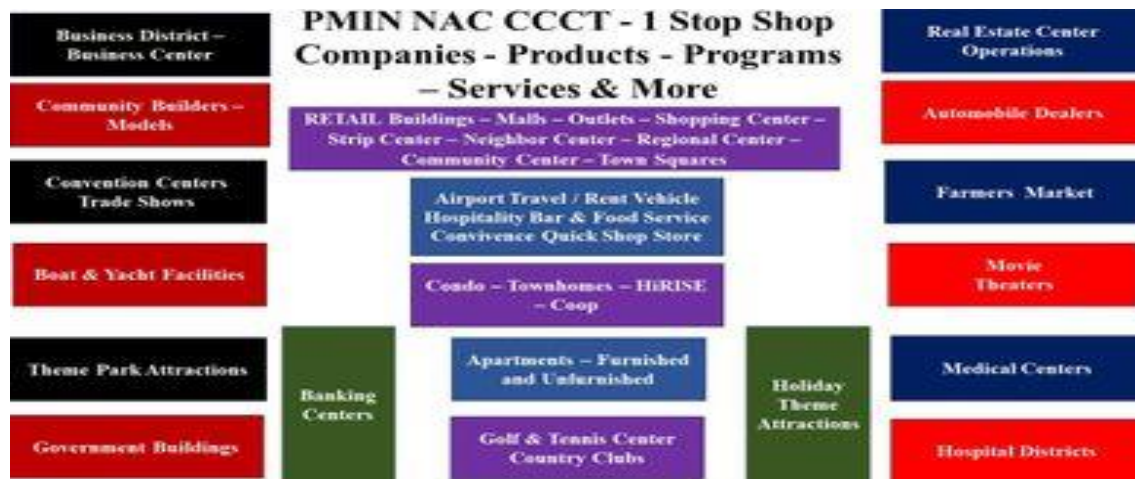 PMIN NAC CCCT - 1 Stop Shop
Companies - Products - Programs
– Services & More
Business District –
Business Center
Community Builders –
Models
Convention Centers
Trade Shows
Boat & Yacht Facilities
Theme Park Attractions
Government Buildings
RETAIL Buildings – Malls – Outlets – Shopping Center –
Strip Center – Neighbor Center – Regional Center –
Community Center – Town Squares
Airport Travel / Rent Vehicle
Hospitality Bar & Food Service
Convivence Quick Shop Store
Condo – Townhomes – HiRISE
– Coop
Banking
Centers
Apartments – Furnished
and Unfurnished
Golf & Tennis Center
Country Clubs
Holiday
Theme
Attractions
Real Estate Center
Operations
Automobile Dealers
Farmers Market
Movie
Theaters
Medical Centers
Hospital Districts